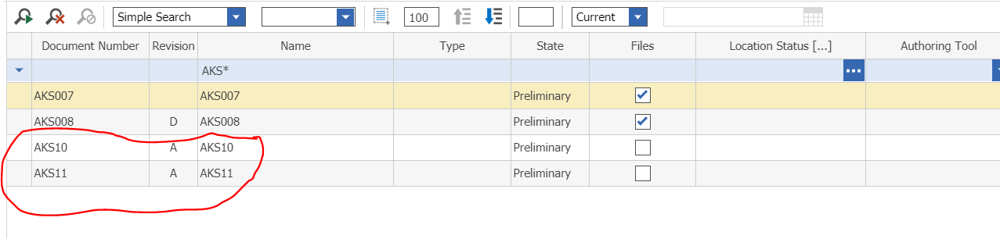 Simple Search 100 Current
Document Number Revision Name Type State Files Location Status [...] Authoring Tool
AKS*
AKS007 AKS007 Preliminary
AKS008 D AKS008 Preliminary
AKS10 A AKS10 Preliminary
AKS11 A AKS11 Preliminary